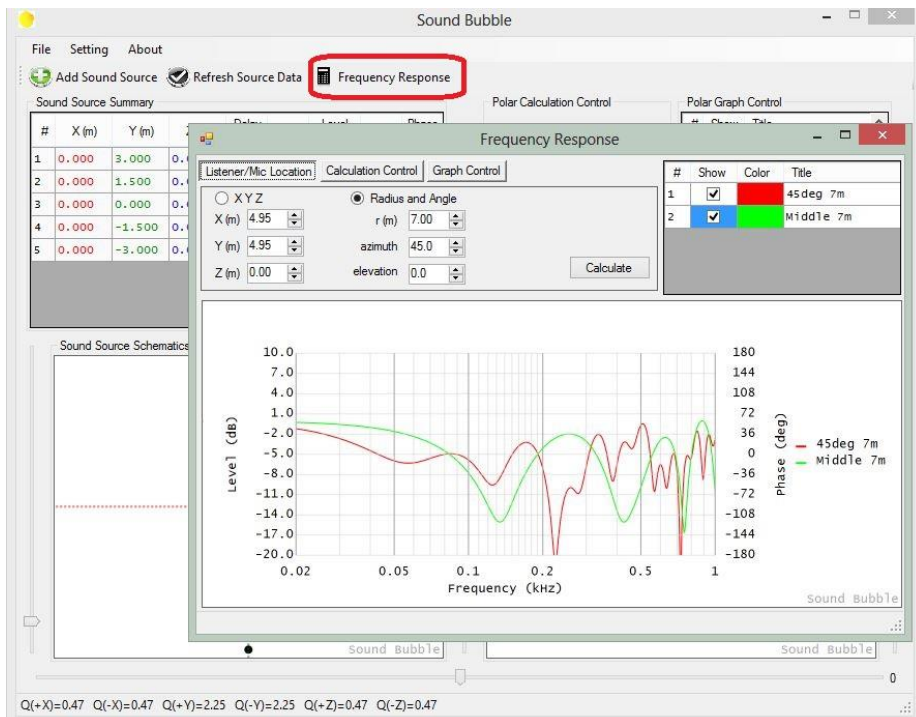 Sound Bubble
File Setting About
Add Sound Source Refresh Source Data Frequency Response
Sound Source Summary Polar Calculation Control Polar Graph Control
# X (m) Y (m) Delay Level Phase # Show Title
1 0.000 3.000
2 0.000 1.500
3 0.000 0.000
4 0.000 -1.500
5 0.000 -3.000
Frequency Response
Listener/Mic Location Calculation Control Graph Control
X Y Z Radius and Angle
X (m) 4.95 r (m) 7.00
Y (m) 4.95 azimuth 45.0
Z (m) 0.00 elevation 0.0
Calculate
# Show Color Title
1 45deg 7m
2 Middle 7m
Sound Source Schematics
Level (dB)
10.0
7.0
4.0
1.0
-2.0
-5.0
-8.0
-11.0
-14.0
-17.0
-20.0
0.02 0.05 0.1 0.2 0.5 1
Frequency (kHz)
180
144
108
72
36
0
-36
-72
-108
-144
-180
Phase (deg)
45deg 7m
Middle 7m
Sound Bubble
Sound Bubble Sound Bubble
0
Q(+X)=0.47 Q(-X)=0.47 Q(+Y)=2.25 Q(-Y)=2.25 Q(+Z)=0.47 Q(-Z)=0.47